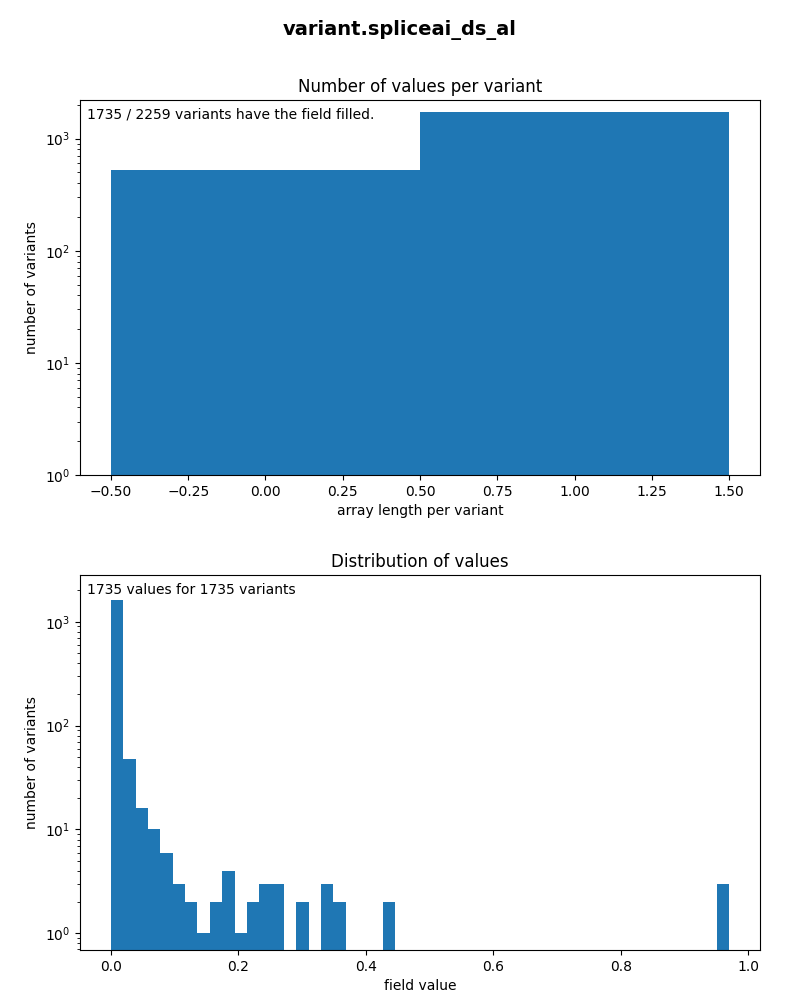 variant.spliceai_ds_al
Number of values per variant
1735 / 2259 variants have the field filled.
10³
10²
10¹
10⁰
number of variants
−0.50 −0.25 0.00 0.25 0.50 0.75 1.00 1.25 1.50
array length per variant
Distribution of values
1735 values for 1735 variants
10³
10²
10¹
10⁰
number of variants
0.0 0.2 0.4 0.6 0.8 1.0
field value